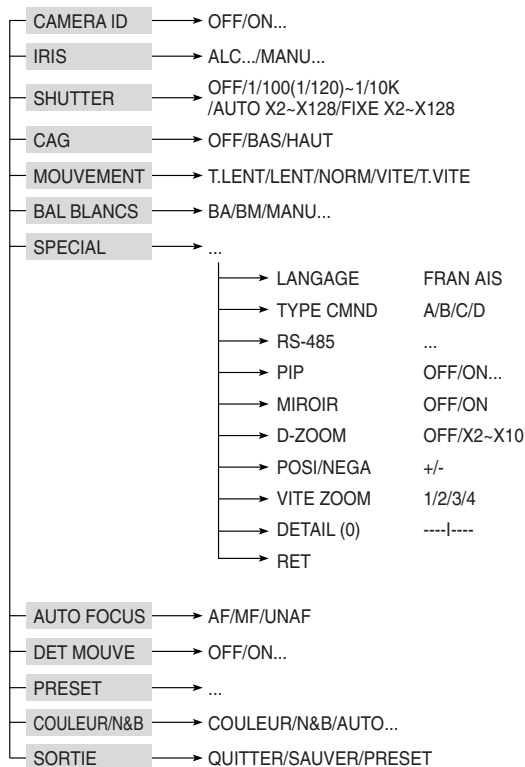 CAMERA ID OFF/ON...
IRIS ALC.../MANU...
SHUTTER OFF/1/100(1/120)~1/10K
/AUTO X2~X128/FIXE X2~X128
CAG OFF/BAS/HAUT
MOUVEMENT T.LENT/LENT/NORM/VITE/T.VITE
BAL BLANCS BA/BM/MANU...
SPECIAL ...
LANGAGE FRAN AIS
TYPE CMND A/B/C/D
RS-485 ...
PIP OFF/ON...
MIROIR OFF/ON
D-ZOOM OFF/X2~X10
POSI/NEGA +/-
VITE ZOOM 1/2/3/4
DETAIL (0) ----I----
RET
AUTO FOCUS AF/MF/UNAF
DET MOUVE OFF/ON...
PRESET ...
COULEUR/N&B COULEUR/N&B/AUTO...
SORTIE QUITTER/SAUVER/PRESET